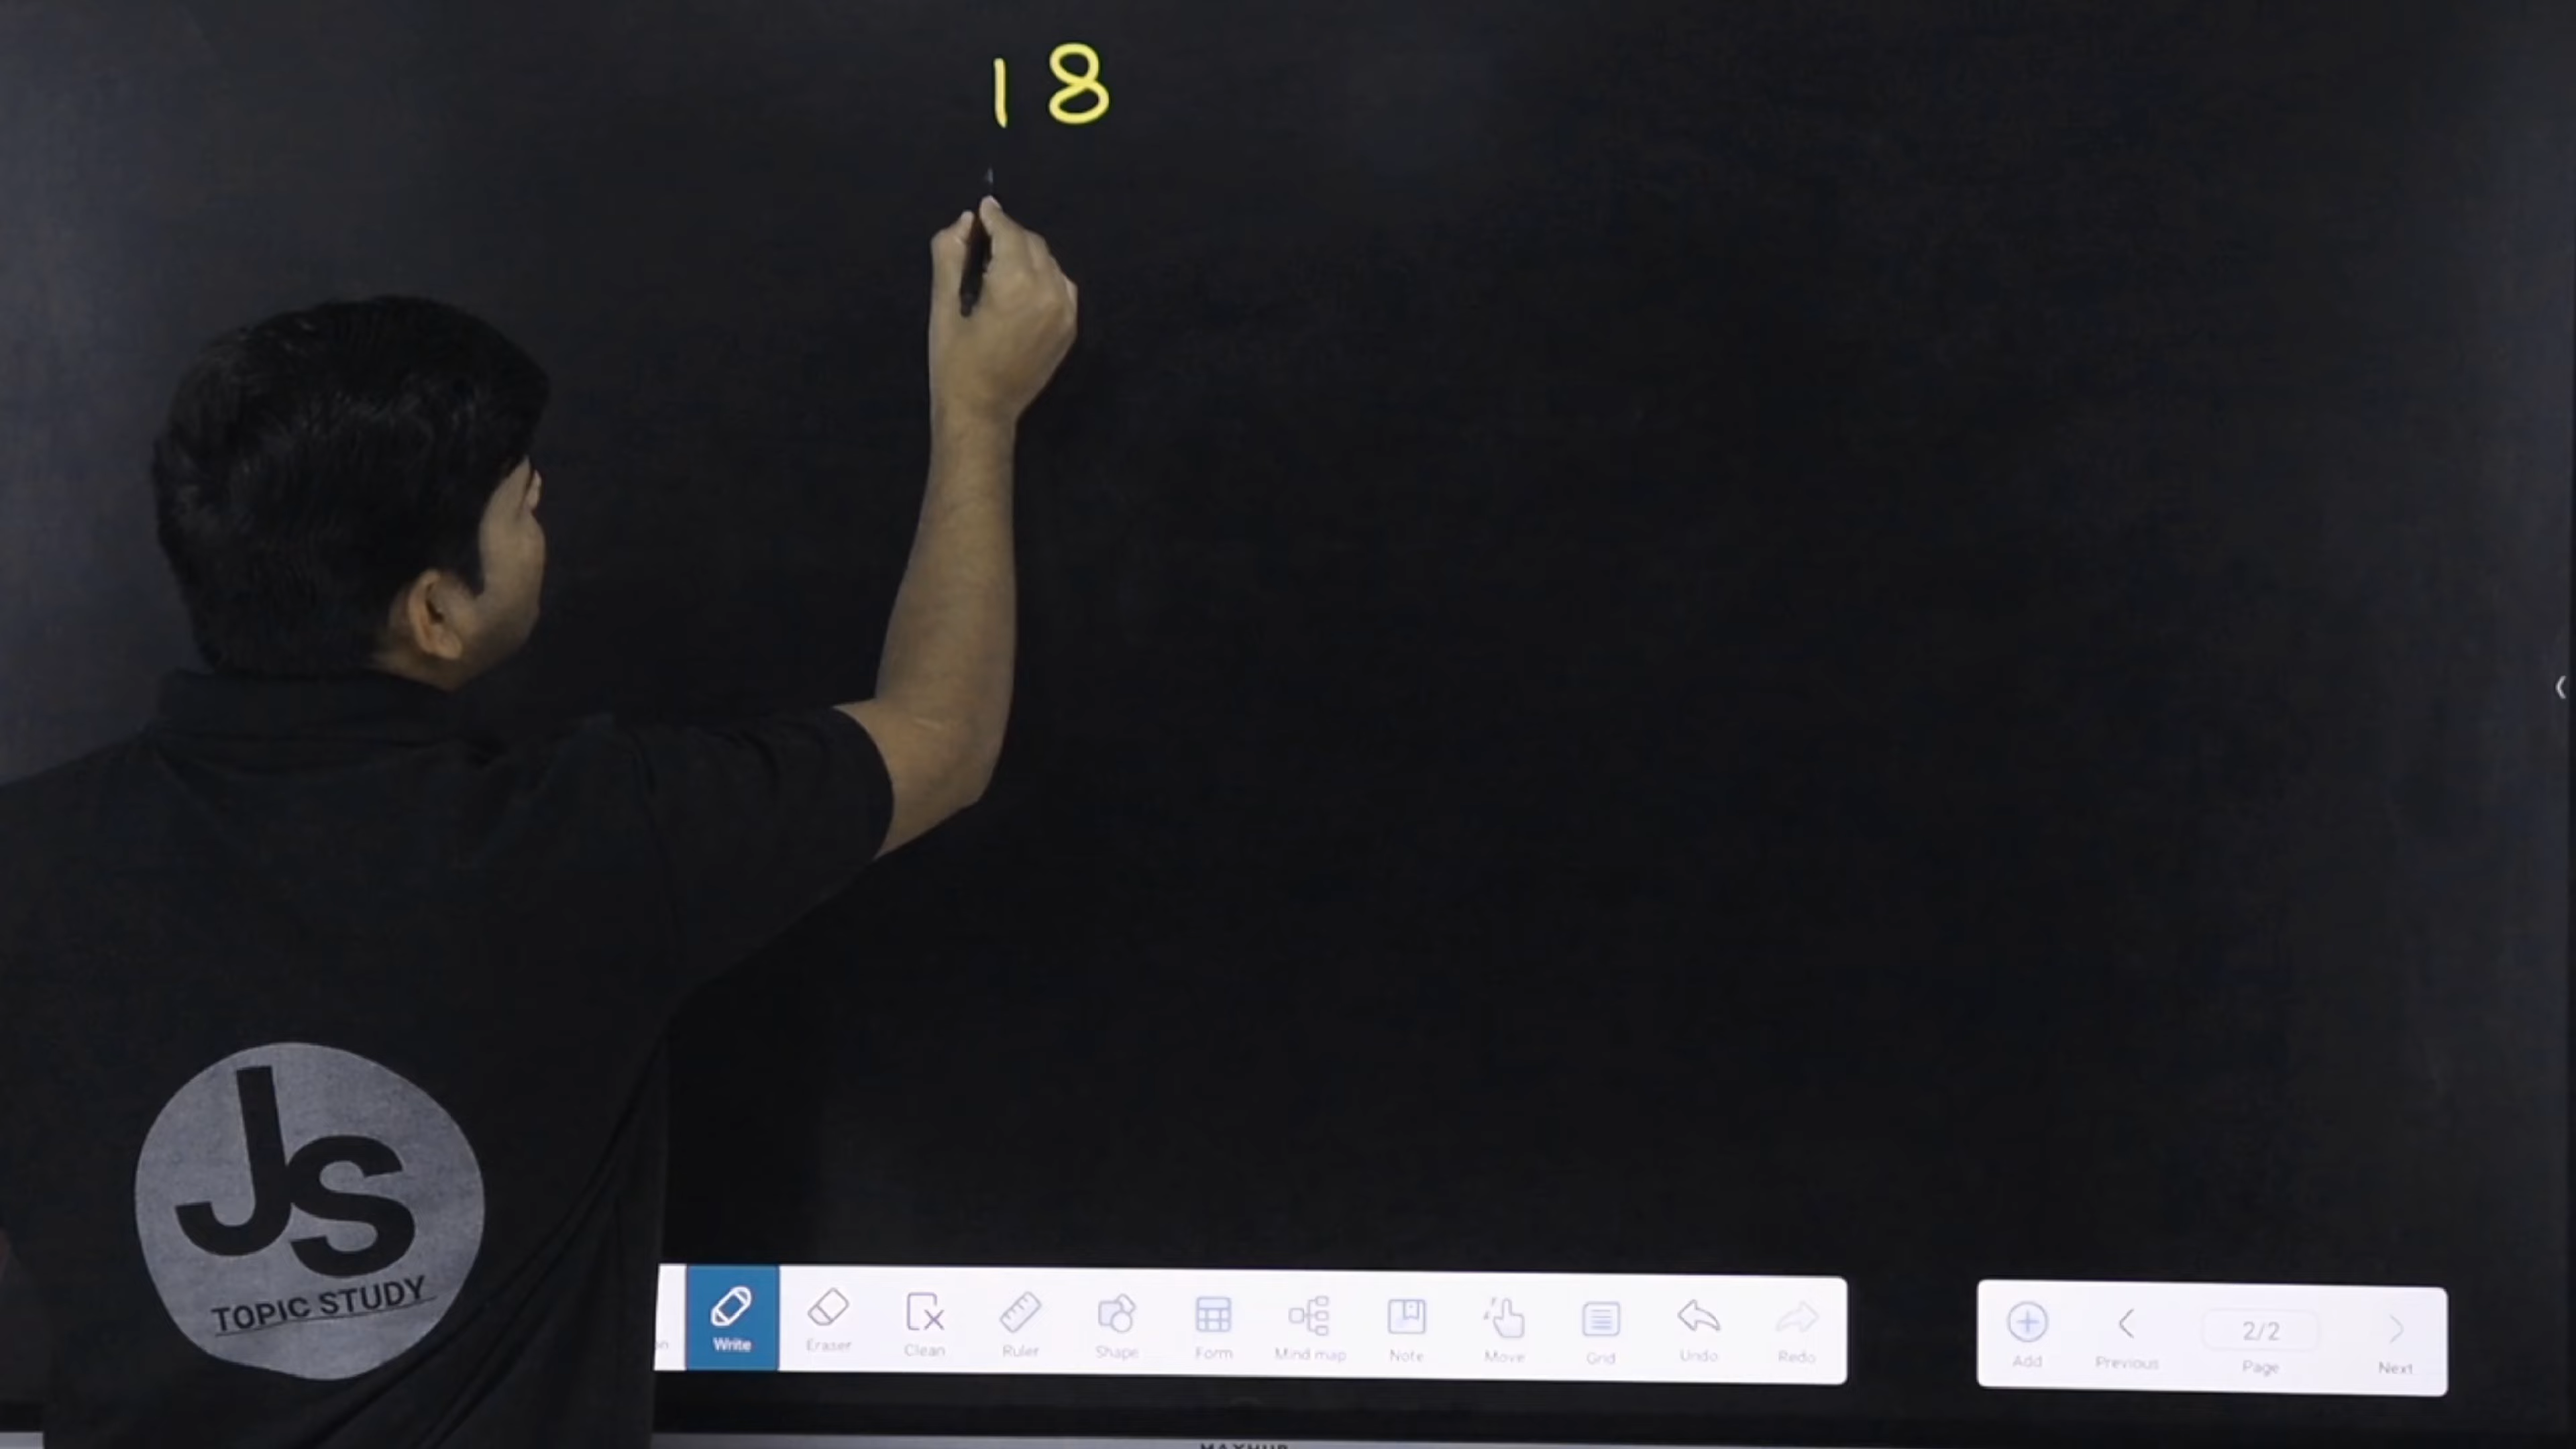 18
JS
TOPIC STUDY
Write
Eraser
Clean
Ruler
Shape
Form
Mind map
Note
Move
Grid
Undo
Redo
Add
Previous
2/2
Page
Next